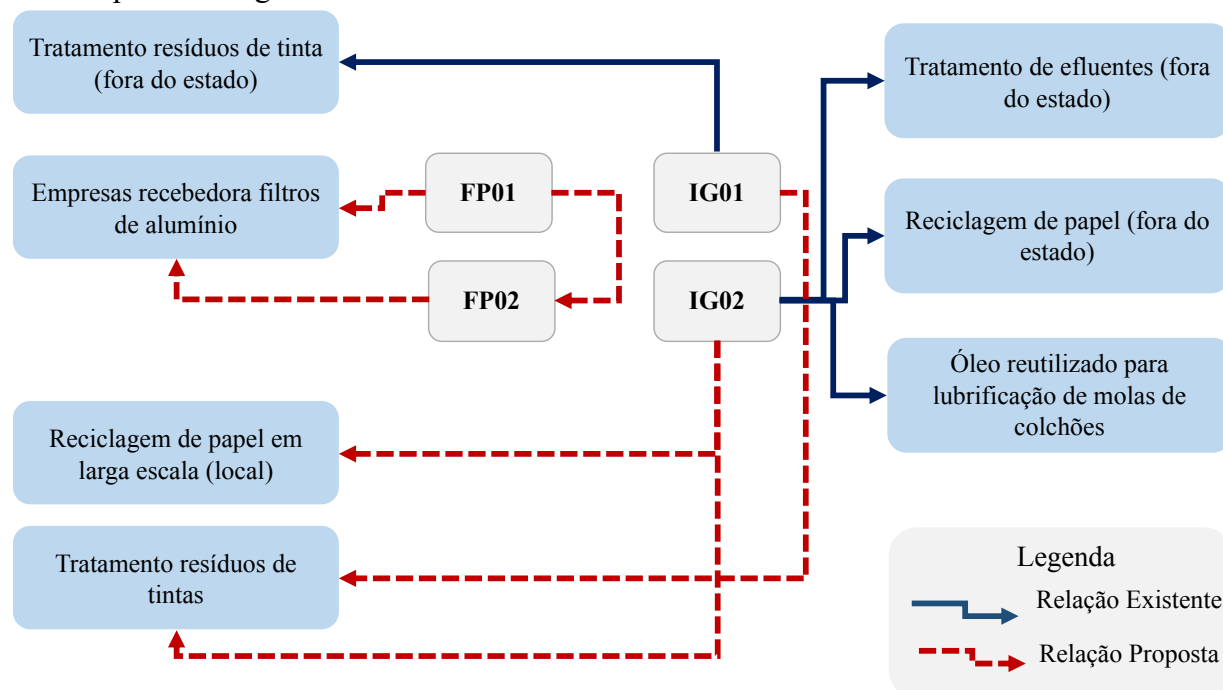 Tratamento resíduos de tinta
(fora do estado)
Tratamento de efluentes (fora
do estado)
Empresas recebedora filtros
de alumínio
FP01
IG01
Reciclagem de papel (fora do
estado)
FP02
IG02
Óleo reutilizado para
lubrificação de molas de
colchões
Reciclagem de papel em
larga escala (local)
Tratamento resíduos de
tintas
Legenda
Relação Existente
Relação Proposta